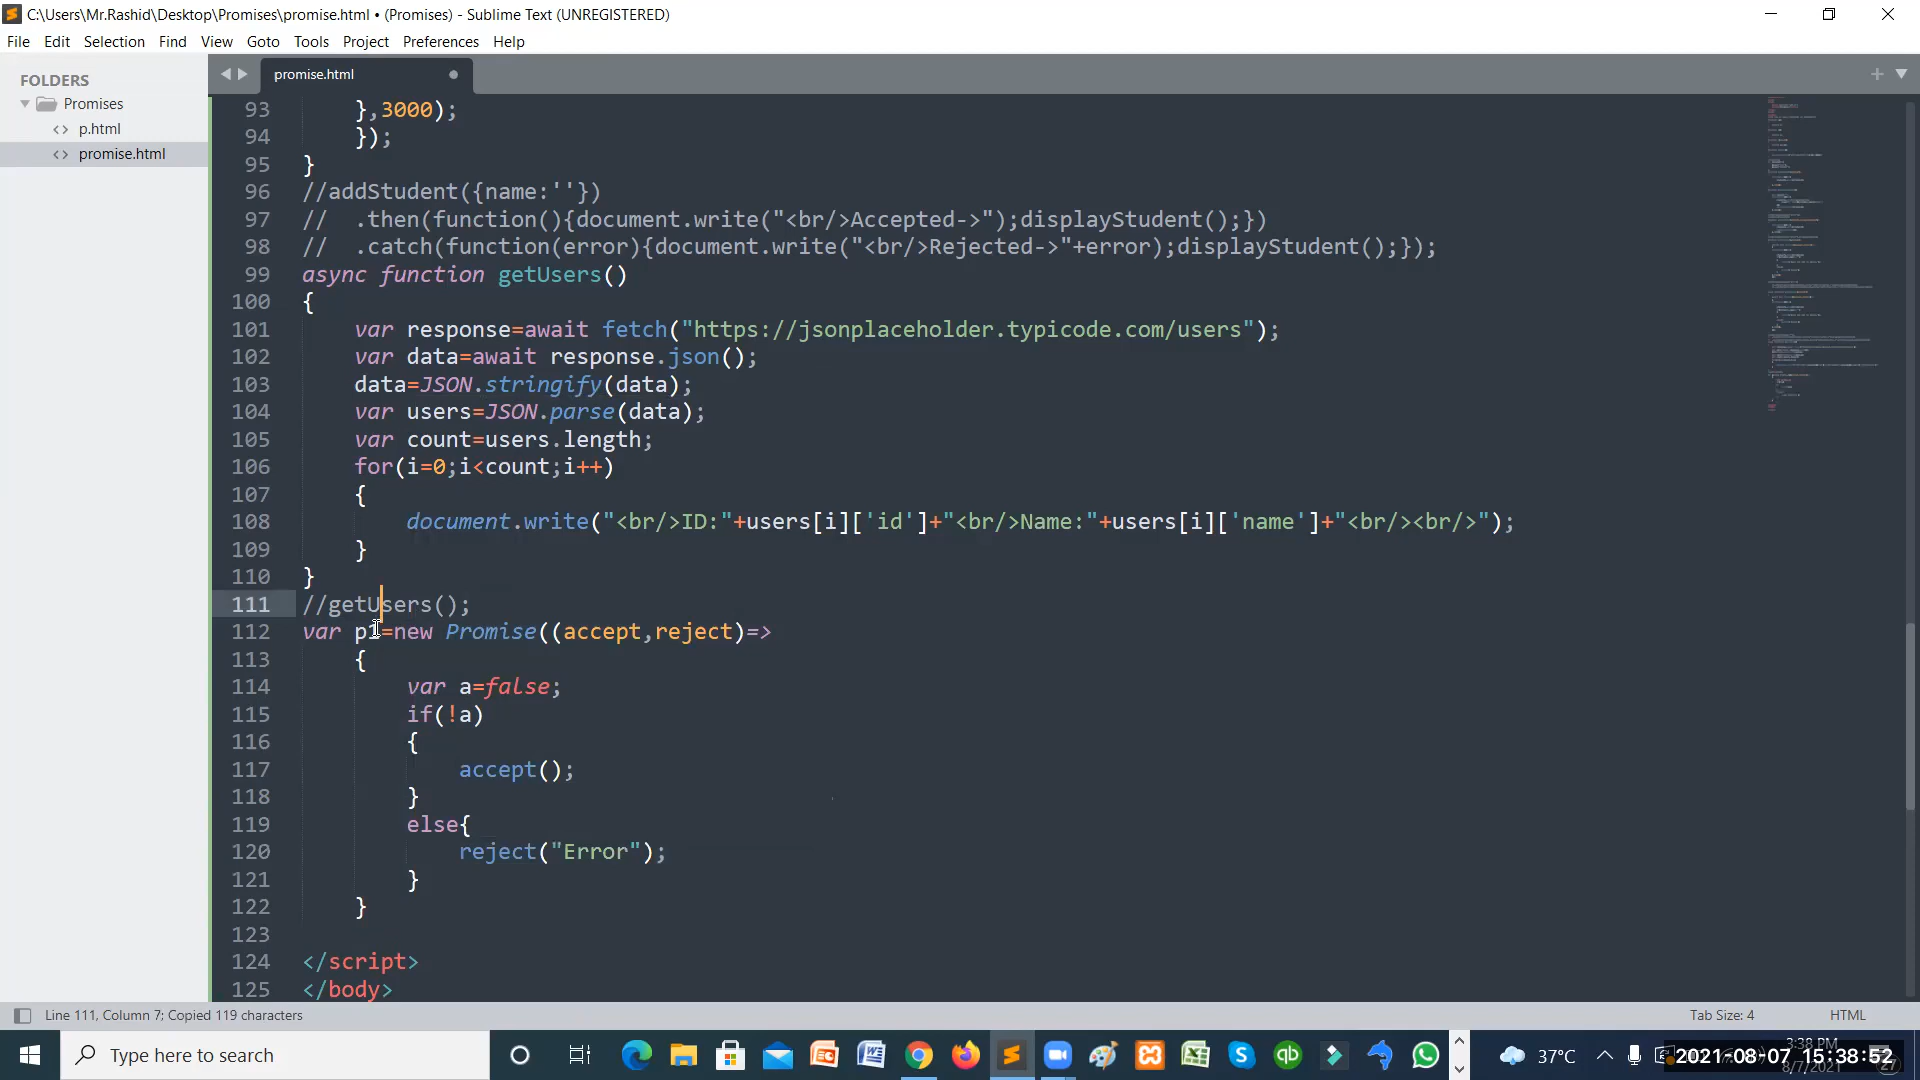 C:\Users\Mr.Rashid\Desktop\Promises\promise.html • (Promises) - Sublime Text (UNREGISTERED)
File Edit Selection Find View Goto Tools Project Preferences Help
FOLDERS
Promises
<> p.html
<> promise.html
promise.html
93 },3000);
94 });
95 }
96 //addStudent({name:''})
97 // .then(function(){document.write("<br/>Accepted->");displayStudent();})
98 // .catch(function(error){document.write("<br/>Rejected->"+error);displayStudent();});
99 async function getUsers()
100 {
101 var response=await fetch("https://jsonplaceholder.typicode.com/users");
102 var data=await response.json();
103 data=JSON.stringify(data);
104 var users=JSON.parse(data);
105 var count=users.length;
106 for(i=0;i<count;i++)
107 {
108 document.write("<br/>ID:"+users[i]['id']+"<br/>Name:"+users[i]['name']+"<br/><br/>");
109 }
110 }
111 //getUsers();
112 var p1=new Promise((accept,reject)=>
113 {
114 var a=false;
115 if(!a)
116 {
117 accept();
118 }
119 else{
120 reject("Error");
121 }
122 }
123
124 </script>
125 </body>
Line 111, Column 7; Copied 119 characters
Tab Size: 4
HTML
Type here to search
37°C
3:38 PM
2021-08-07 15:38:52
8/7/2021